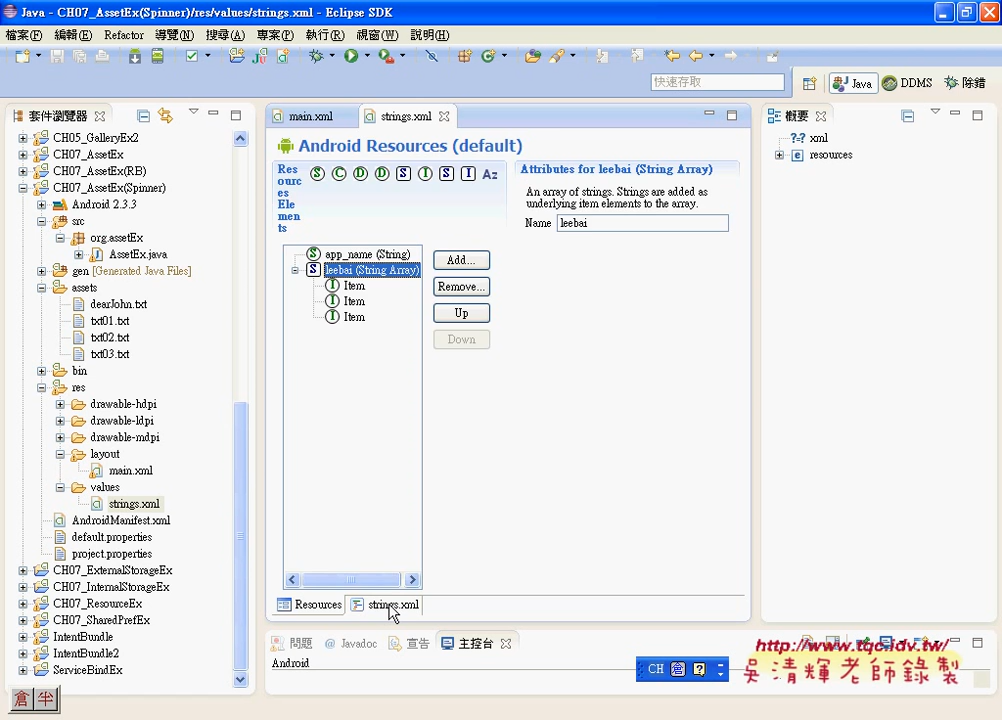 Java - CH07_AssetEx(Spinner)/res/values/strings.xml - Eclipse SDK
檔案(F) 編輯(E) Refactor 導覽(N) 搜尋(A) 專案(P) 執行(R) 視窗(W) 說明(H)
快速存取
Java
DDMS
除錯
套件瀏覽器
CH05_GalleryEx2
CH07_AssetEx
CH07_AssetEx(RB)
CH07_AssetEx(Spinner)
Android 2.3.3
src
org.assetEx
AssetEx.java
gen [Generated Java Files]
assets
dearJohn.txt
txt01.txt
txt02.txt
txt03.txt
bin
res
drawable-hdpi
drawable-ldpi
drawable-mdpi
layout
main.xml
values
strings.xml
AndroidManifest.xml
default.properties
project.properties
CH07_ExternalStorageEx
CH07_InternalStorageEx
CH07_ResourceEx
CH07_SharedPrefEx
IntentBundle
IntentBundle2
ServiceBindEx
main.xml
strings.xml
Android Resources (default)
Res
ourc
es
Ele
men
ts
S C D D S I S I Az
app_name (String)
leebai (String Array)
Item
Item
Item
Add...
Remove...
Up
Down
Attributes for leebai (String Array)
An array of strings. Strings are added as
underlying item elements to the array.
Name leebai
Resources
strings.xml
概要
xml
resources
問題
@ Javadoc
宣告
主控台
Android
CH 倉 ?
http://www.tqc.idv.tw/
吳清輝老師錄製
倉 半